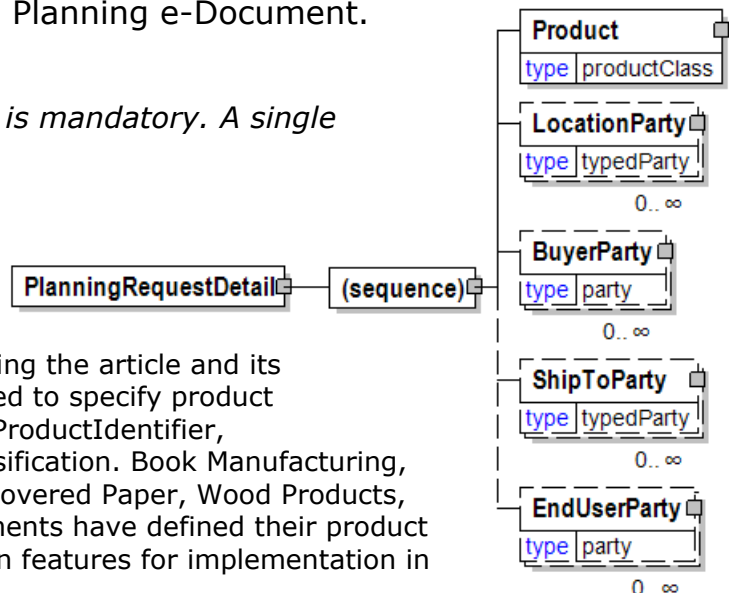 Planning e-Document.
is mandatory. A single
PlanningRequestDetail
(sequence)
Product
type productClass
LocationParty
type typedParty
0.. ∞
BuyerParty
type party
0.. ∞
ShipToParty
type typedParty
0.. ∞
EndUserParty
type party
0.. ∞
ing the article and its
ed to specify product
ProductIdentifier,
sification. Book Manufacturing,
covered Paper, Wood Products,
ments have defined their product
n features for implementation in